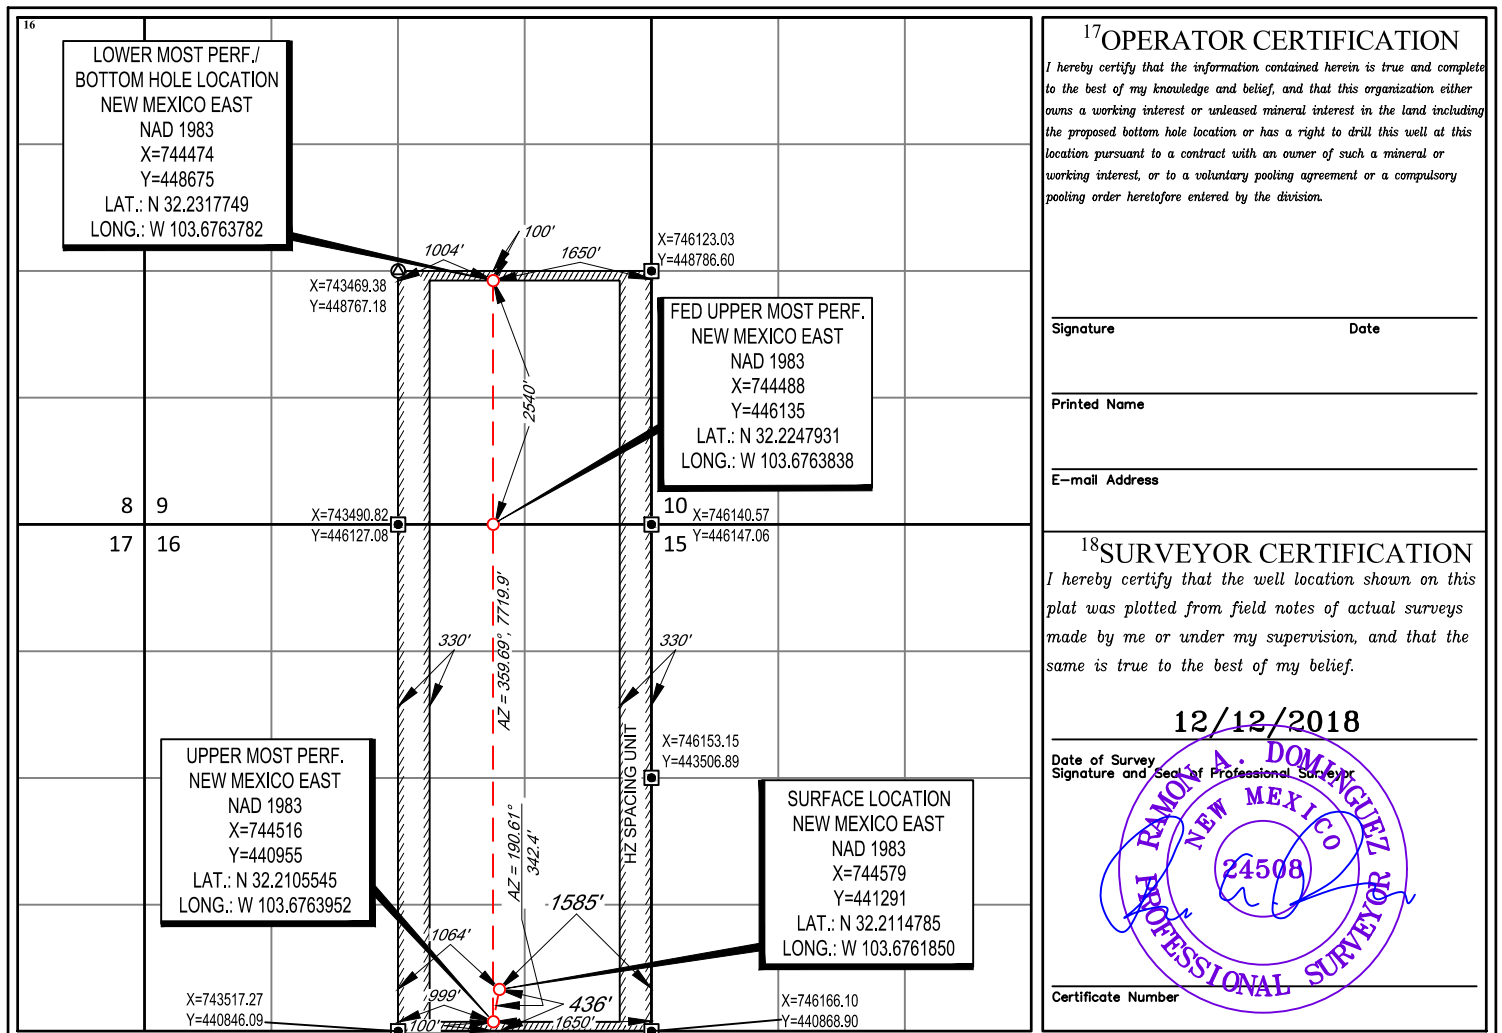 16
LOWER MOST PERF./
BOTTOM HOLE LOCATION
NEW MEXICO EAST
NAD 1983
X=744474
Y=448675
LAT.: N 32.2317749
LONG.: W 103.6763782
1004'
100'
1650'
X=746123.03
Y=448786.60
X=743469.38
Y=448767.18
FED UPPER MOST PERF.
NEW MEXICO EAST
NAD 1983
X=744488
Y=446135
LAT.: N 32.2247931
LONG.: W 103.6763838
2540'
8
9
10
17
16
15
X=743490.82
Y=446127.08
X=746140.57
Y=446147.06
AZ = 359.69°, 7719.9'
330'
330'
HZ SPACING UNIT
X=746153.15
Y=443506.89
UPPER MOST PERF.
NEW MEXICO EAST
NAD 1983
X=744516
Y=440955
LAT.: N 32.2105545
LONG.: W 103.6763952
AZ = 190.61°
342.4'
SURFACE LOCATION
NEW MEXICO EAST
NAD 1983
X=744579
Y=441291
LAT.: N 32.2114785
LONG.: W 103.6761850
1585'
1064'
999'
436'
100'
1650'
X=743517.27
Y=440846.09
X=746166.10
Y=440868.90
17OPERATOR CERTIFICATION
I hereby certify that the information contained herein is true and complete
to the best of my knowledge and belief, and that this organization either
owns a working interest or unleased mineral interest in the land including
the proposed bottom hole location or has a right to drill this well at this
location pursuant to a contract with an owner of such a mineral or
working interest, or to a voluntary pooling agreement or a compulsory
pooling order heretofore entered by the division.
Signature Date
Printed Name
E-mail Address
18SURVEYOR CERTIFICATION
I hereby certify that the well location shown on this
plat was plotted from field notes of actual surveys
made by me or under my supervision, and that the
same is true to the best of my belief.
12/12/2018
Date of Survey
Signature and Seal of Professional Surveyor
RAMON A. DOMINGUEZ
NEW MEXICO
24508
PROFESSIONAL SURVEYOR
Certificate Number